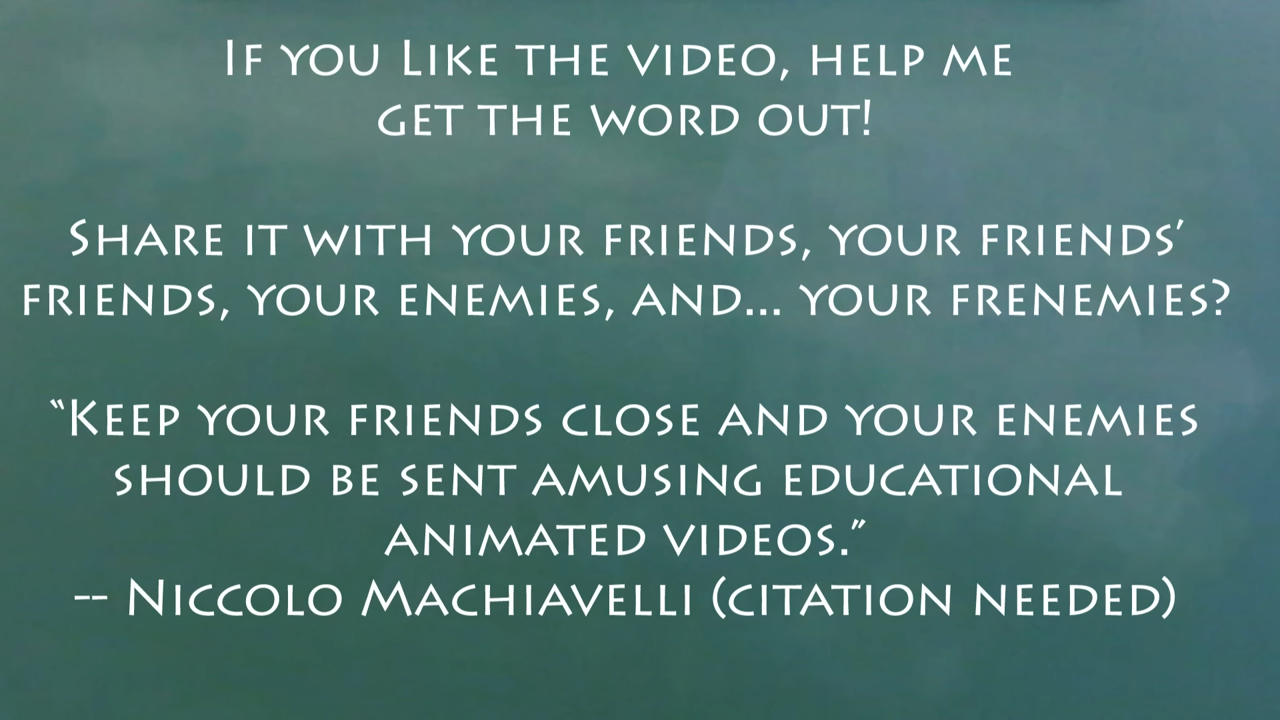 If you Like the video, help me
get the word out!
Share it with your friends, your friends’
friends, your enemies, and... your frenemies?
“Keep your friends close and your enemies
should be sent amusing educational
animated videos.”
-- Niccolo Machiavelli (citation needed)